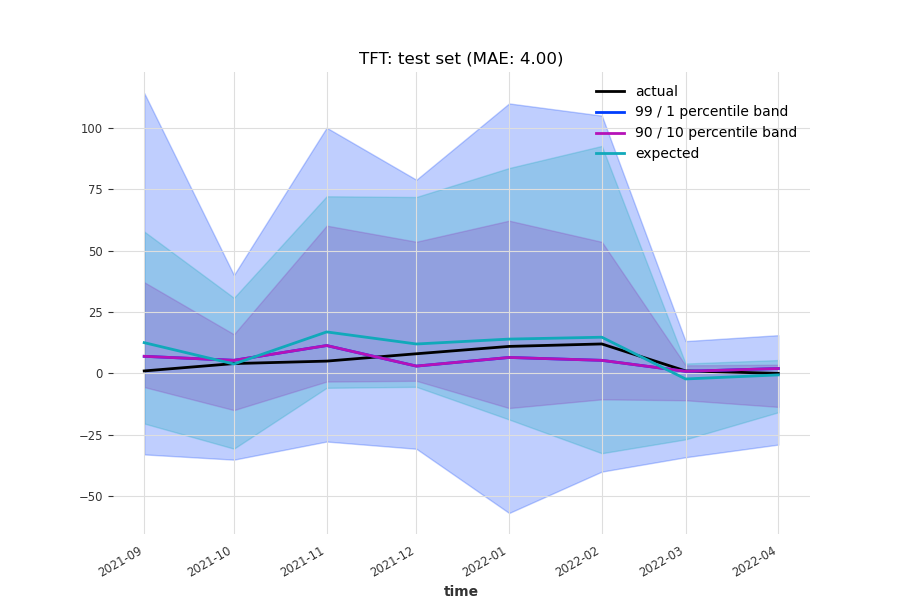 TFT: test set (MAE: 4.00)
actual
99 / 1 percentile band
90 / 10 percentile band
expected
100
75
50
25
0
−25
−50
2021-09
2021-10
2021-11
2021-12
2022-01
2022-02
2022-03
2022-04
time